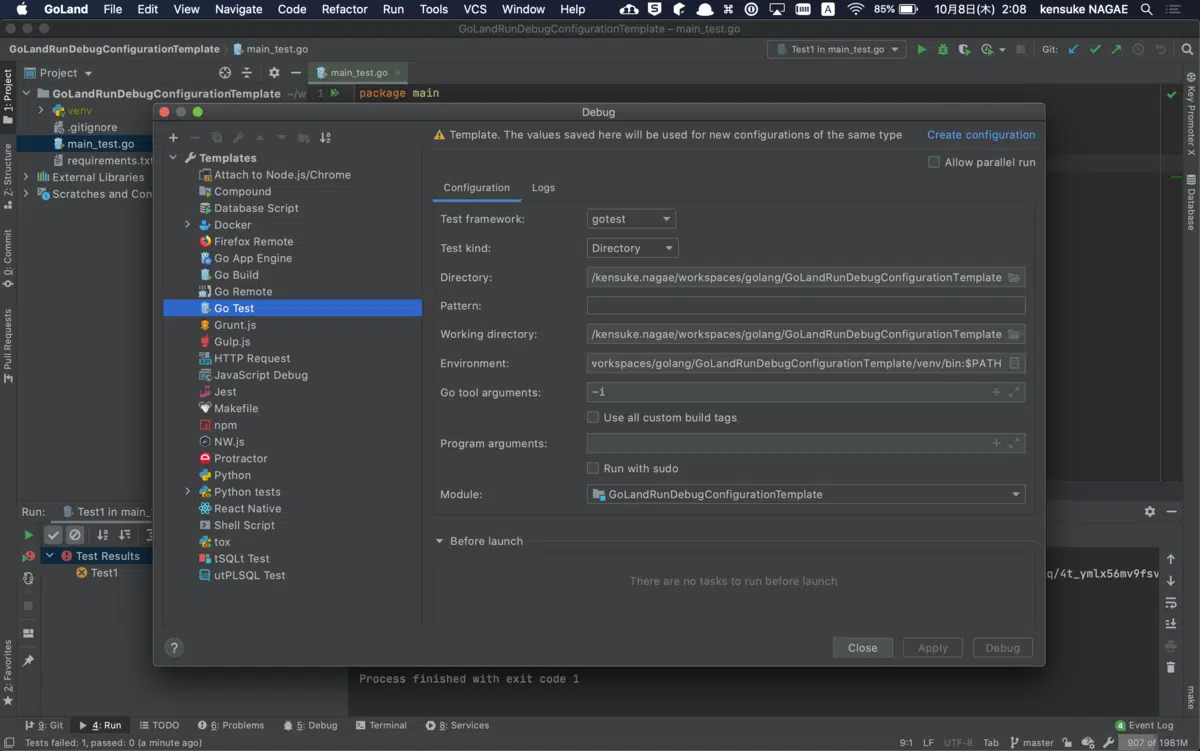 GoLand File Edit View Navigate Code Refactor Run Tools VCS Window Help A 85% 10月8日(木) 2:08 kensuke NAGAE
GoLandRunDebugConfigurationTemplate – main_test.go
GoLandRunDebugConfigurationTemplate main_test.go Test1 in main_test.go Git:
Project main_test.go
1: Project
Z: Structure
0: Commit
Pull Requests
2: Favorites
GoLandRunDebugConfigurationTemplate ~/w
venv
.gitignore
main_test.go
requirements.txt
External Libraries
Scratches and Con
1 package main
Key Promoter X
Database
make
Debug
Templates
Attach to Node.js/Chrome
Compound
Database Script
Docker
Firefox Remote
Go App Engine
Go Build
Go Remote
Go Test
Grunt.js
Gulp.js
HTTP Request
JavaScript Debug
Jest
Makefile
npm
NW.js
Protractor
Python
Python tests
React Native
Shell Script
tox
tSQLt Test
utPLSQL Test
Template. The values saved here will be used for new configurations of the same type Create configuration
Allow parallel run
Configuration Logs
Test framework: gotest
Test kind: Directory
Directory: /kensuke.nagae/workspaces/golang/GoLandRunDebugConfigurationTemplate
Pattern:
Working directory: /kensuke.nagae/workspaces/golang/GoLandRunDebugConfigurationTemplate
Environment: vorkspaces/golang/GoLandRunDebugConfigurationTemplate/venv/bin:$PATH
Go tool arguments: -i
Use all custom build tags
Program arguments:
Run with sudo
Module: GoLandRunDebugConfigurationTemplate
Before launch
There are no tasks to run before launch
? Close Apply Debug
Run: Test1 in main_
Test Results
Test1
q/4t_ymlx56mv9fsv
Process finished with exit code 1
9: Git 4: Run TODO 6: Problems 5: Debug Terminal 8: Services 4 Event Log
Tests failed: 1, passed: 0 (a minute ago) 9:1 LF UTF-8 Tab master 907 of 1981M